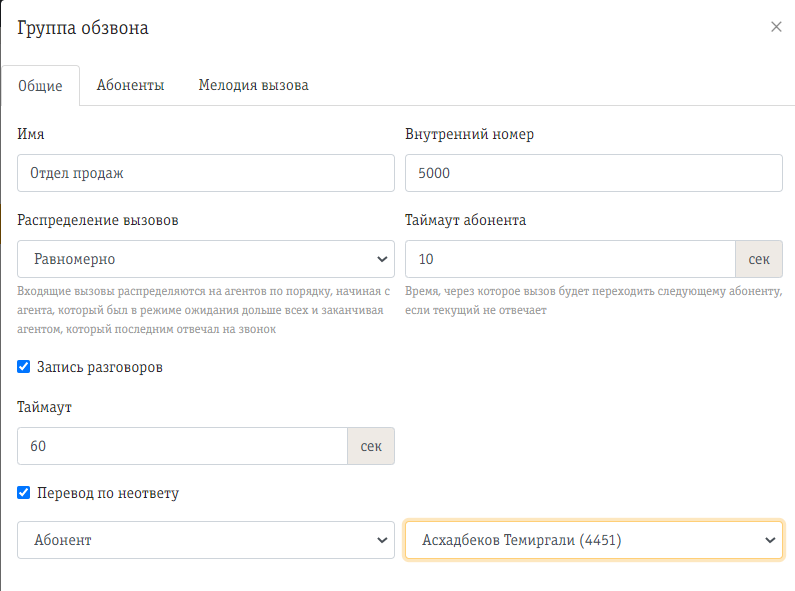 Группа обзвона
Общие
Абоненты
Мелодия вызова
Имя
Внутренний номер
Отдел продаж
5000
Распределение вызовов
Таймаут абонента
Равномерно
10
сек
Входящие вызовы распределяются на агентов по порядку, начиная с
агента, который был в режиме ожидания дольше всех и заканчивая
агентом, который последним отвечал на звонок
Время, через которое вызов будет переходить следующему абоненту,
если текущий не отвечает
Запись разговоров
Таймаут
60
сек
Перевод по неответу
Абонент
Асхадбеков Темиргали (4451)